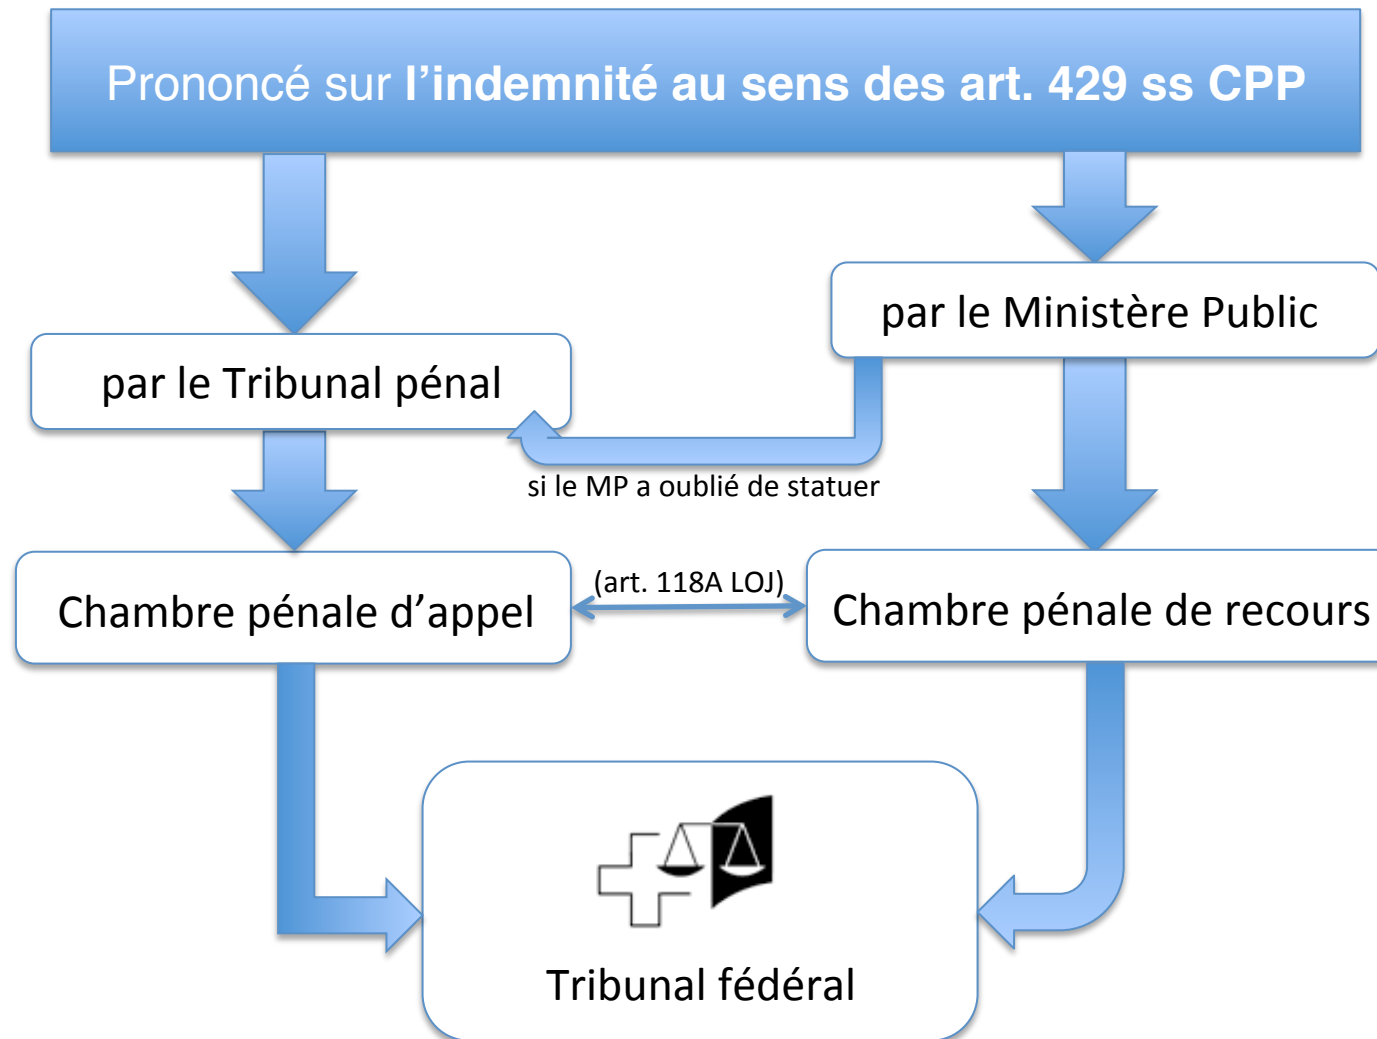 Prononcé sur l’indemnité au sens des art. 429 ss CPP
par le Ministère Public
par le Tribunal pénal
si le MP a oublié de statuer
(art. 118A LOJ)
Chambre pénale d’appel
Chambre pénale de recours
Tribunal fédéral